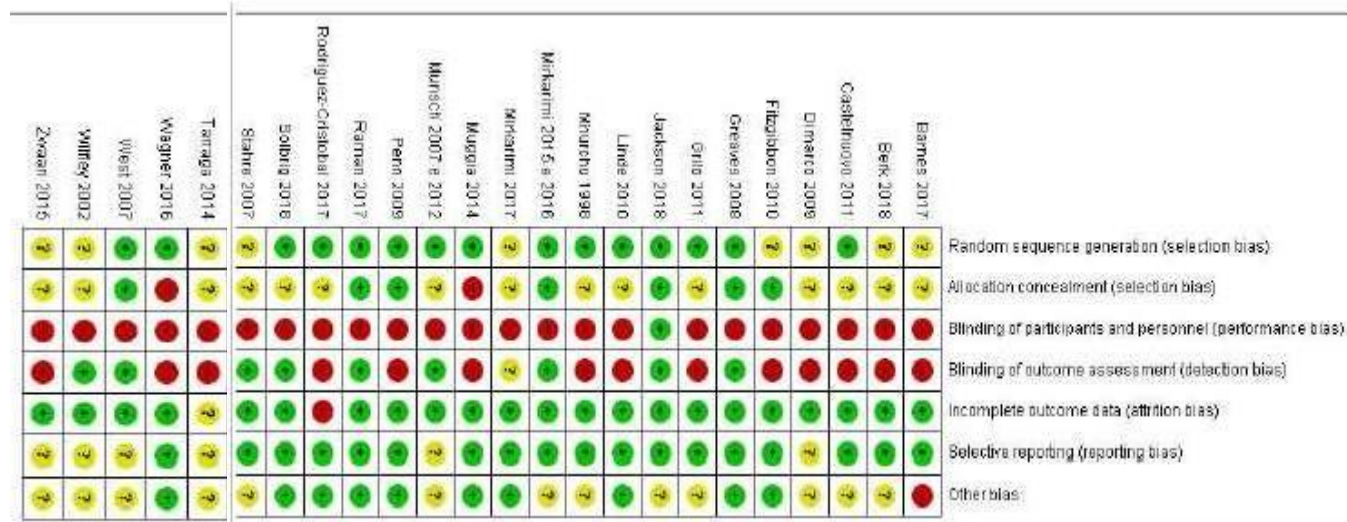 Zwaan 2015
Wilfley 2002
West 2007
Wagner 2016
Tarraga 2014
Stahre 2007
Solbrig 2018
Rodriguez-Cristobal 2017
Raman 2017
Penn 2009
Munsch 2007 e 2012
Muggia 2014
Mirkarimi 2017
Mirkarimi 2015 e 2016
Mhurchu 1998
Linde 2010
Jackson 2018
Grilo 2011
Greaves 2008
Fitzgibbon 2010
Dimarco 2009
Castelnuovo 2011
Berk 2018
Barnes 2017
Random sequence generation (selection bias)
Allocation concealment (selection bias)
Blinding of participants and personnel (performance bias)
Blinding of outcome assessment (detection bias)
Incomplete outcome data (attrition bias)
Selective reporting (reporting bias)
Other bias